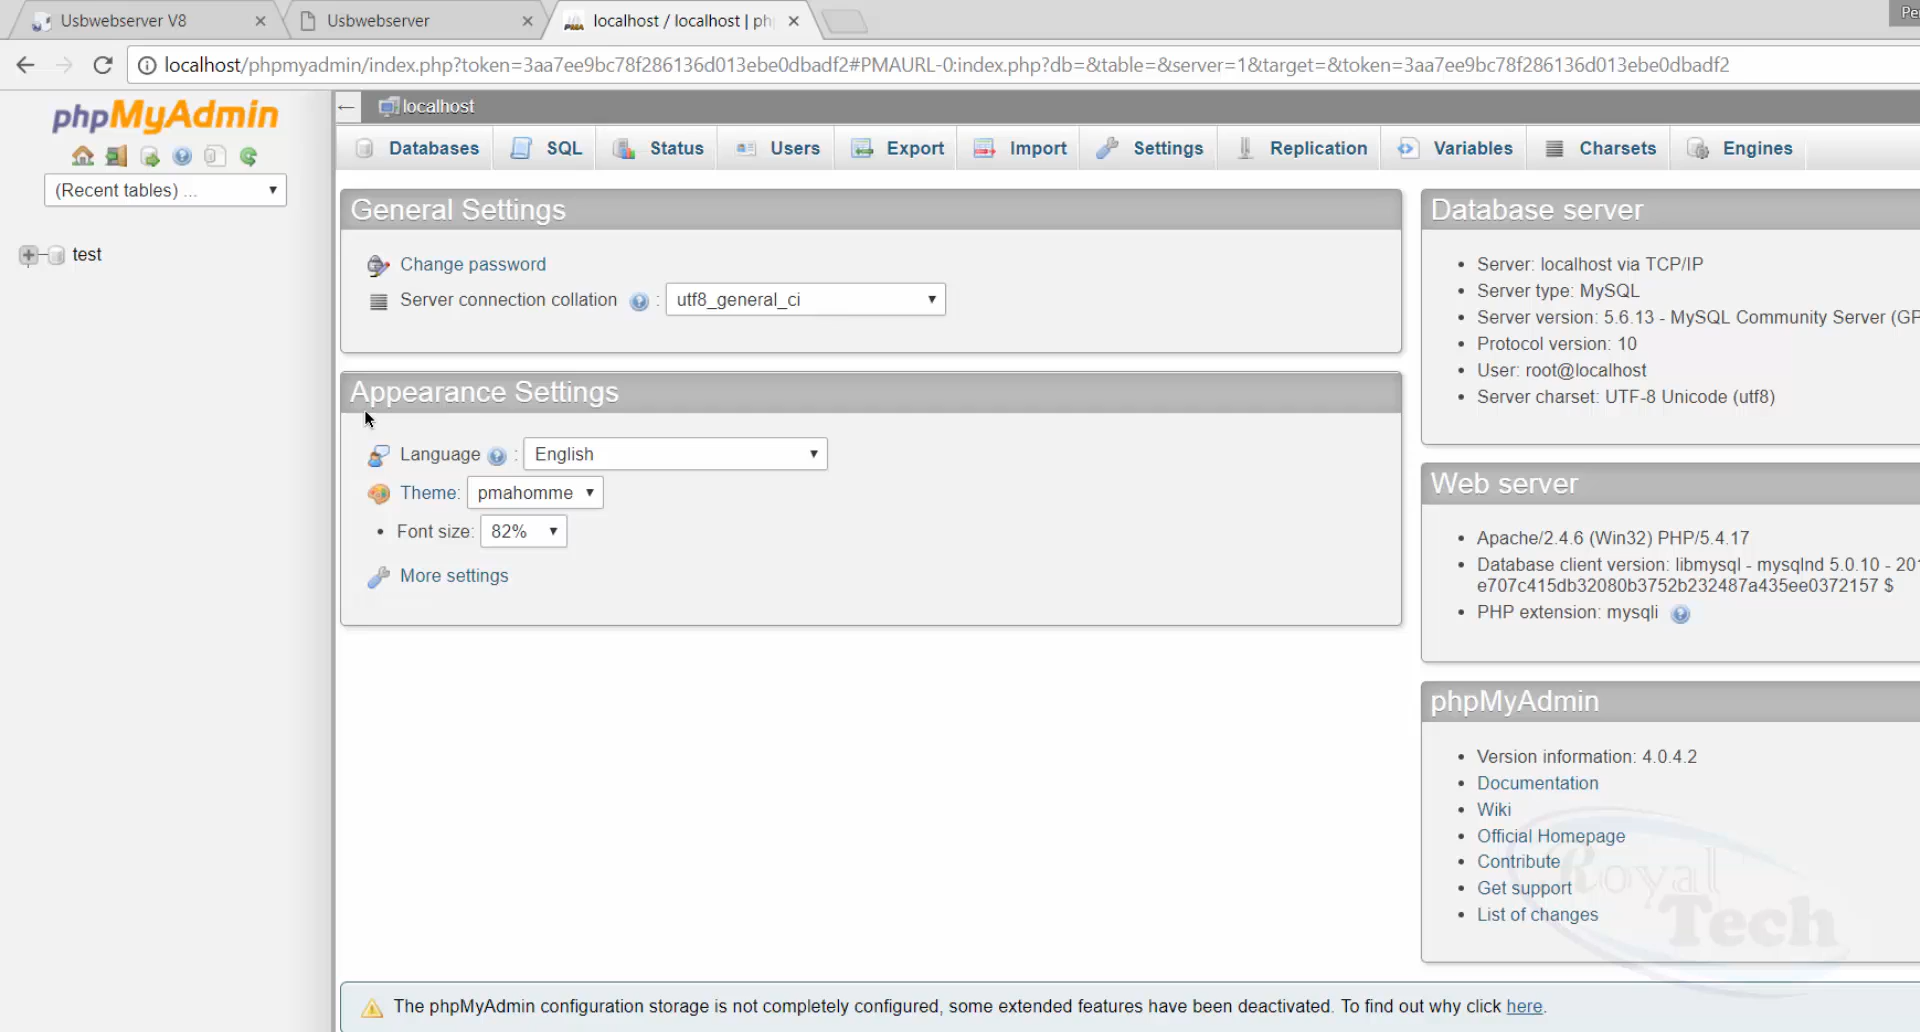 Usbwebserver V8
Usbwebserver
localhost / localhost | ph
Pe
localhost/phpmyadmin/index.php?token=3aa7ee9bc78f286136d013ebe0dbadf2#PMAURL-0:index.php?db=&table=&server=1&target=&token=3aa7ee9bc78f286136d013ebe0dbadf2
phpMyAdmin
(Recent tables) ...
test
localhost
Databases
SQL
Status
Users
Export
Import
Settings
Replication
Variables
Charsets
Engines
General Settings
Change password
Server connection collation : utf8_general_ci
Appearance Settings
Language : English
Theme: pmahomme
• Font size: 82%
More settings
Database server
• Server: localhost via TCP/IP
• Server type: MySQL
• Server version: 5.6.13 - MySQL Community Server (GP
• Protocol version: 10
• User: root@localhost
• Server charset: UTF-8 Unicode (utf8)
Web server
• Apache/2.4.6 (Win32) PHP/5.4.17
• Database client version: libmysql - mysqlnd 5.0.10 - 201
e707c415db32080b3752b232487a435ee0372157 $
• PHP extension: mysqli
phpMyAdmin
• Version information: 4.0.4.2
• Documentation
• Wiki
• Official Homepage
• Contribute
• Get support
• List of changes
Royal
Tech
The phpMyAdmin configuration storage is not completely configured, some extended features have been deactivated. To find out why click here.